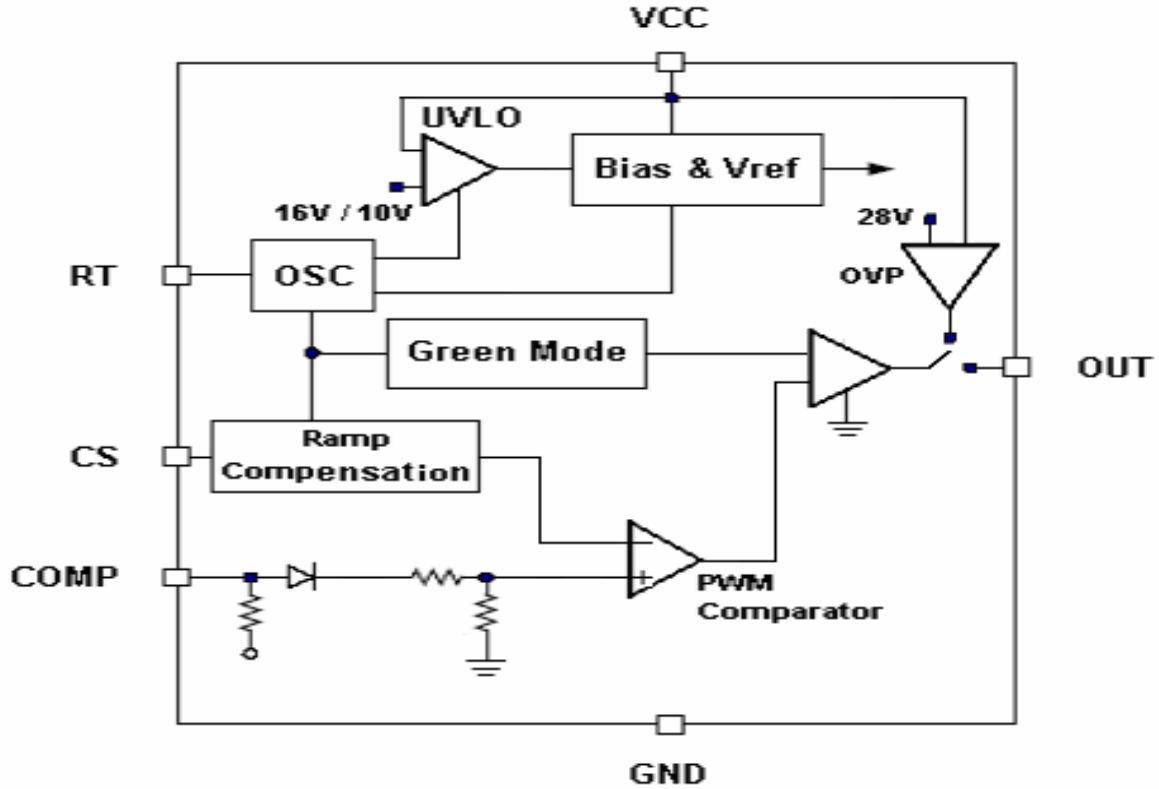 VCC
UVLO
Bias & Vref
16V / 10V
28V
RT
OSC
OVP
Green Mode
OUT
CS
Ramp
Compensation
COMP
PWM
Comparator
GND